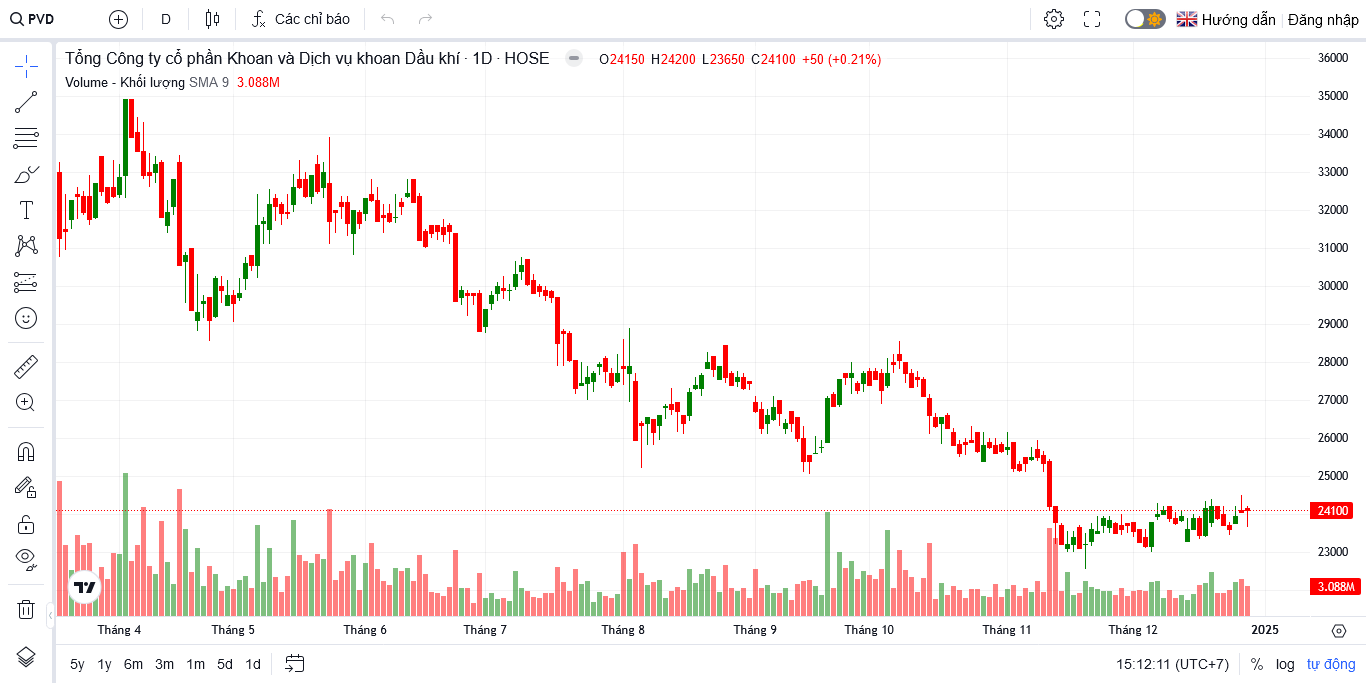 PVD D Các chỉ báo Hướng dẫn Đăng nhập
Tổng Công ty cổ phần Khoan và Dịch vụ khoan Dầu khí · 1D · HOSE O24150 H24200 L23650 C24100 +50 (+0.21%)
Volume - Khối lượng SMA 9 3.088M
36000
35000
34000
33000
32000
31000
30000
29000
28000
27000
26000
25000
24100
23000
3.088M
Tháng 4 Tháng 5 Tháng 6 Tháng 7 Tháng 8 Tháng 9 Tháng 10 Tháng 11 Tháng 12 2025
5y 1y 6m 3m 1m 5d 1d 15:12:11 (UTC+7) % log tự động